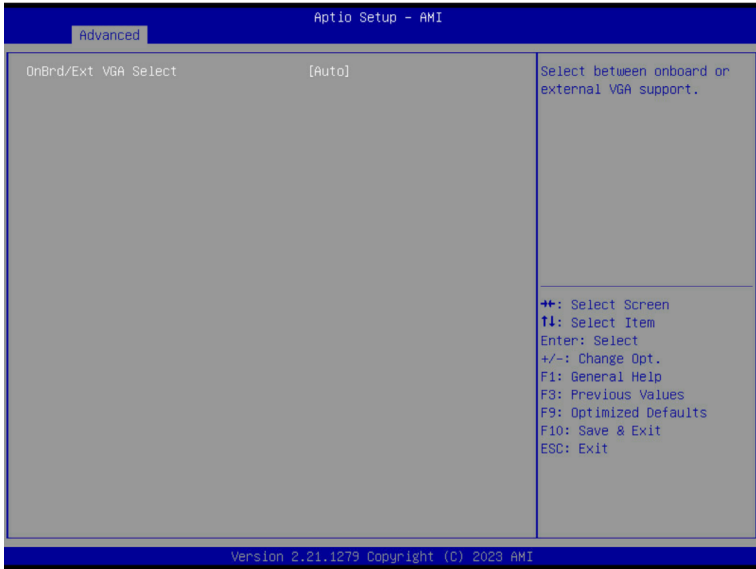 Aptio Setup – AMI
Advanced
OnBrd/Ext VGA Select [Auto]
Select between onboard or
external VGA support.
→←: Select Screen
↑↓: Select Item
Enter: Select
+/-: Change Opt.
F1: General Help
F3: Previous Values
F9: Optimized Defaults
F10: Save & Exit
ESC: Exit
Version 2.21.1279 Copyright (C) 2023 AMI